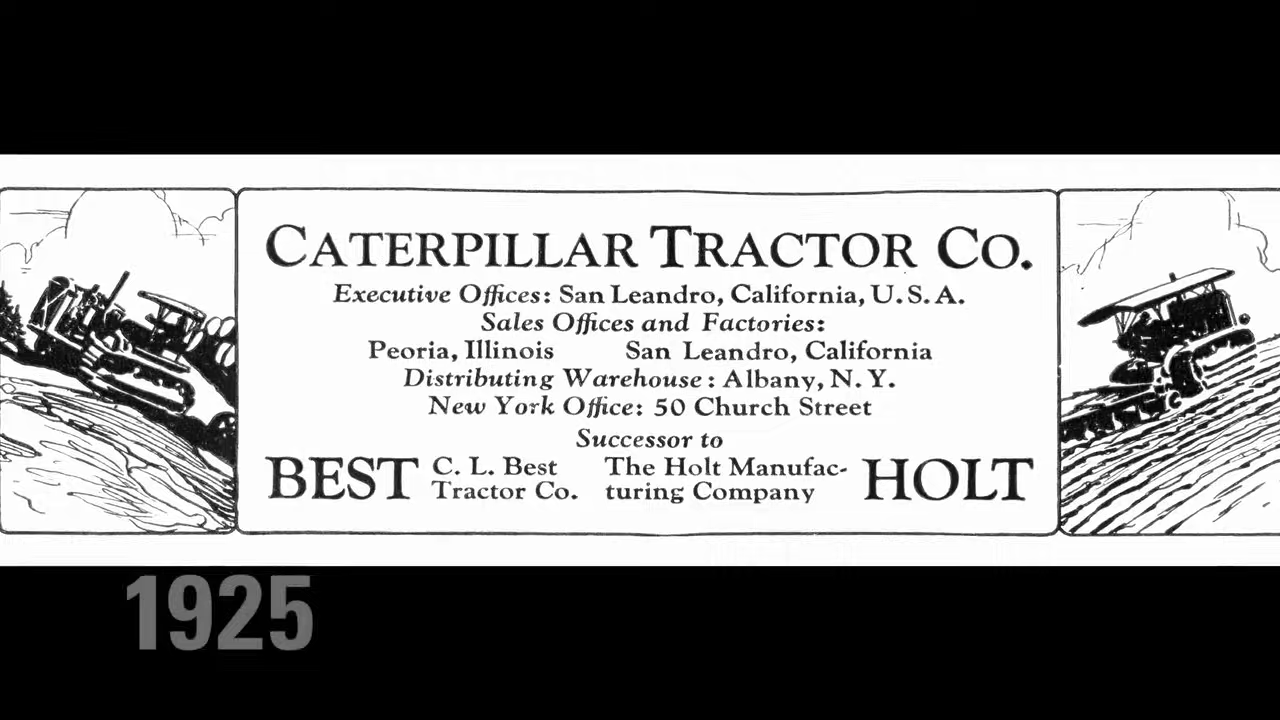 CATERPILLAR TRACTOR CO.
Executive Offices: San Leandro, California, U.S.A.
Sales Offices and Factories:
Peoria, Illinois San Leandro, California
Distributing Warehouse: Albany, N.Y.
New York Office: 50 Church Street
Successor to
BEST C. L. Best Tractor Co. The Holt Manufac-turing Company HOLT
1925